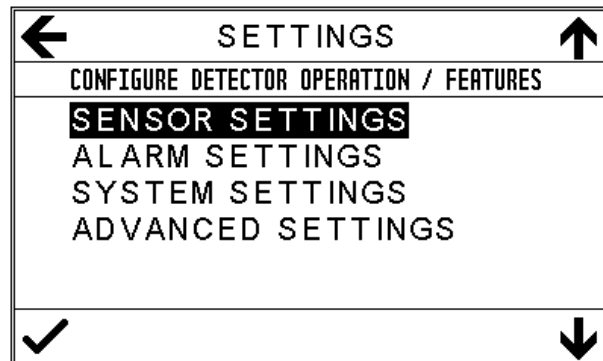 SETTINGS
CONFIGURE DETECTOR OPERATION / FEATURES
SENSOR SETTINGS
ALARM SETTINGS
SYSTEM SETTINGS
ADVANCED SETTINGS